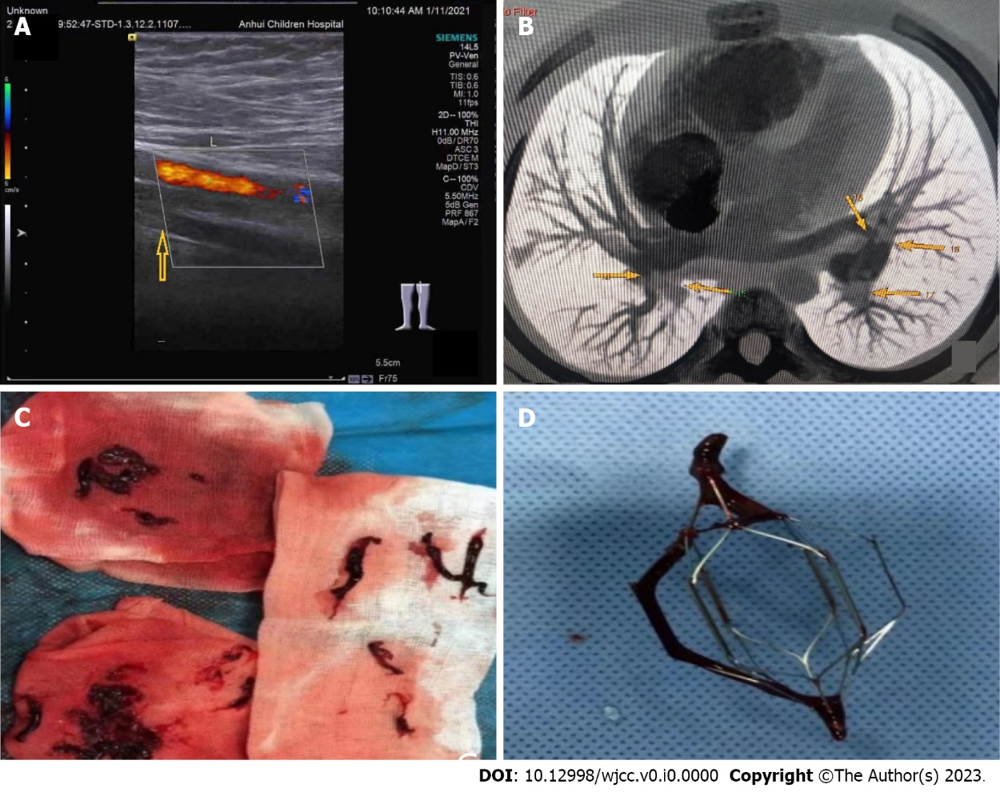 Unknown
10:10:44 AM 1/11/2021
A
2
9:52:47-STD-1.3.12.2.1107....
Anhui Children Hospital
SIEMENS
14L5
PV-Ven
General
TIS: 0.6
TIB: 0.6
MI: 1.0
11fps
2D--100%
THI
H11.00 MHz
0dB/DR70
ASC 3
DTCE M
MapD/ST3
C--100%
CDV
5.50MHz
5dB Gen
PRF 867
MapA/F2
6
6
cm/s
L
5.5cm
100%
Fr75
o Filter
B
16
18
17
15
C
D
DOI: 10.12998/wjcc.v0.i0.0000 Copyright ©The Author(s) 2023.